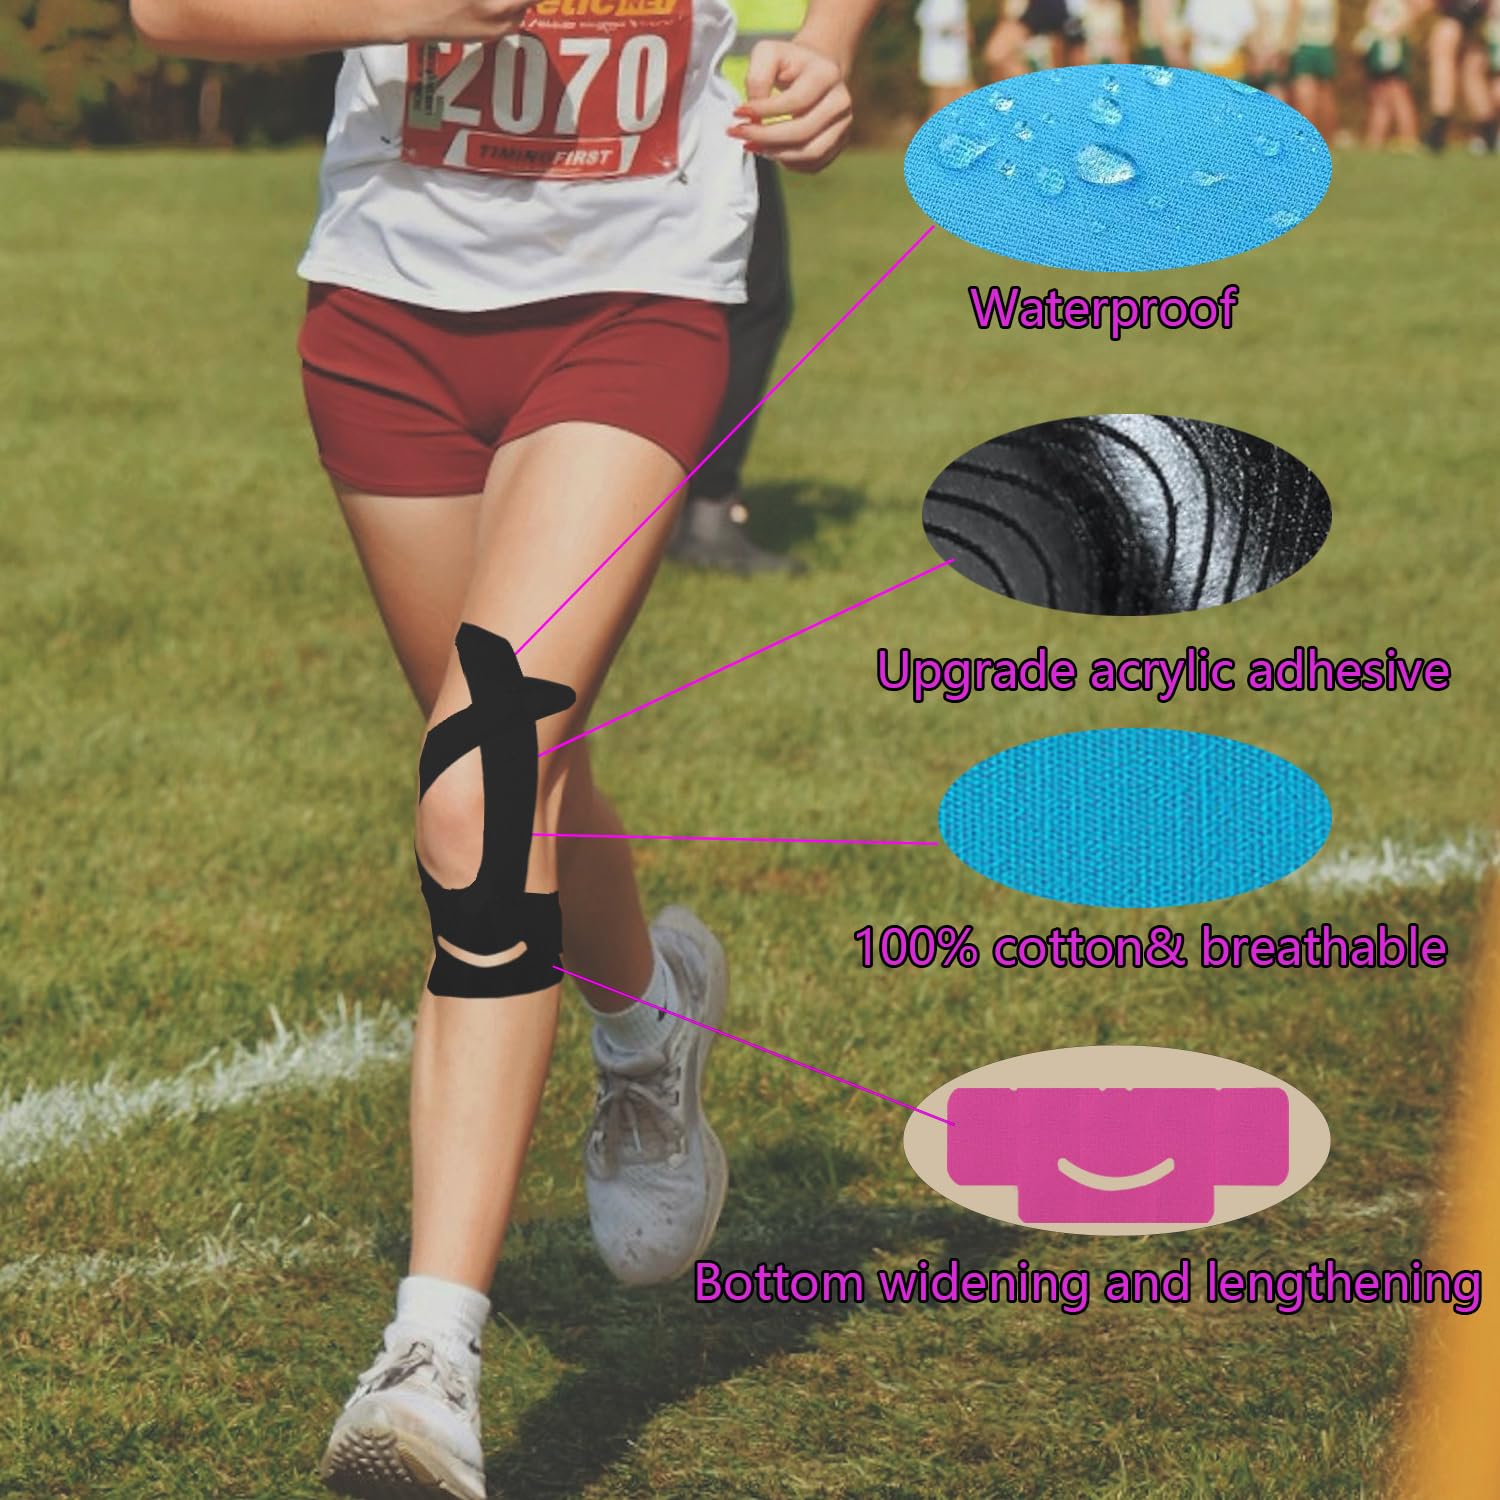 2070
TIMINGFIRST
Waterproof
Upgrade acrylic adhesive
100% cotton& breathable
Bottom widening and lengthening